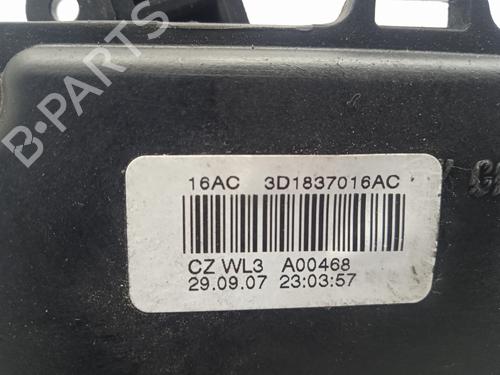 B-PARTS
16AC 3D1837016AC
CZ WL3 A00468
29.09.07 23:03:57